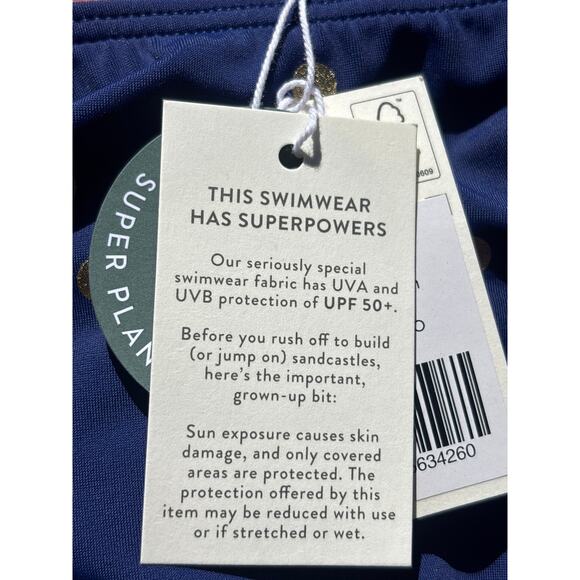 THIS SWIMWEAR
HAS SUPERPOWERS
Our seriously special
swimwear fabric has UVA and
UVB protection of UPF 50+.
Before you rush off to build
(or jump on) sandcastles,
here's the important,
grown-up bit:
Sun exposure causes skin
damage, and only covered
areas are protected. The
protection offered by this
item may be reduced with use
or if stretched or wet.
SUPER PLAN
634260